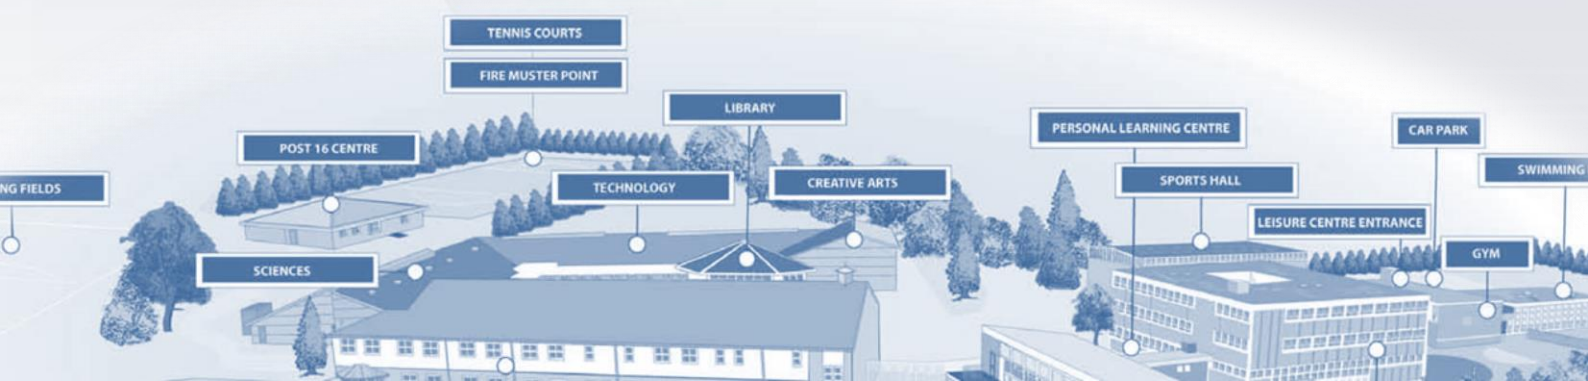 TENNIS COURTS
FIRE MUSTER POINT
LIBRARY
PERSONAL LEARNING CENTRE
CAR PARK
POST 16 CENTRE
NG FIELDS
TECHNOLOGY
CREATIVE ARTS
SPORTS HALL
SWIMMING
LEISURE CENTRE ENTRANCE
GYM
SCIENCES